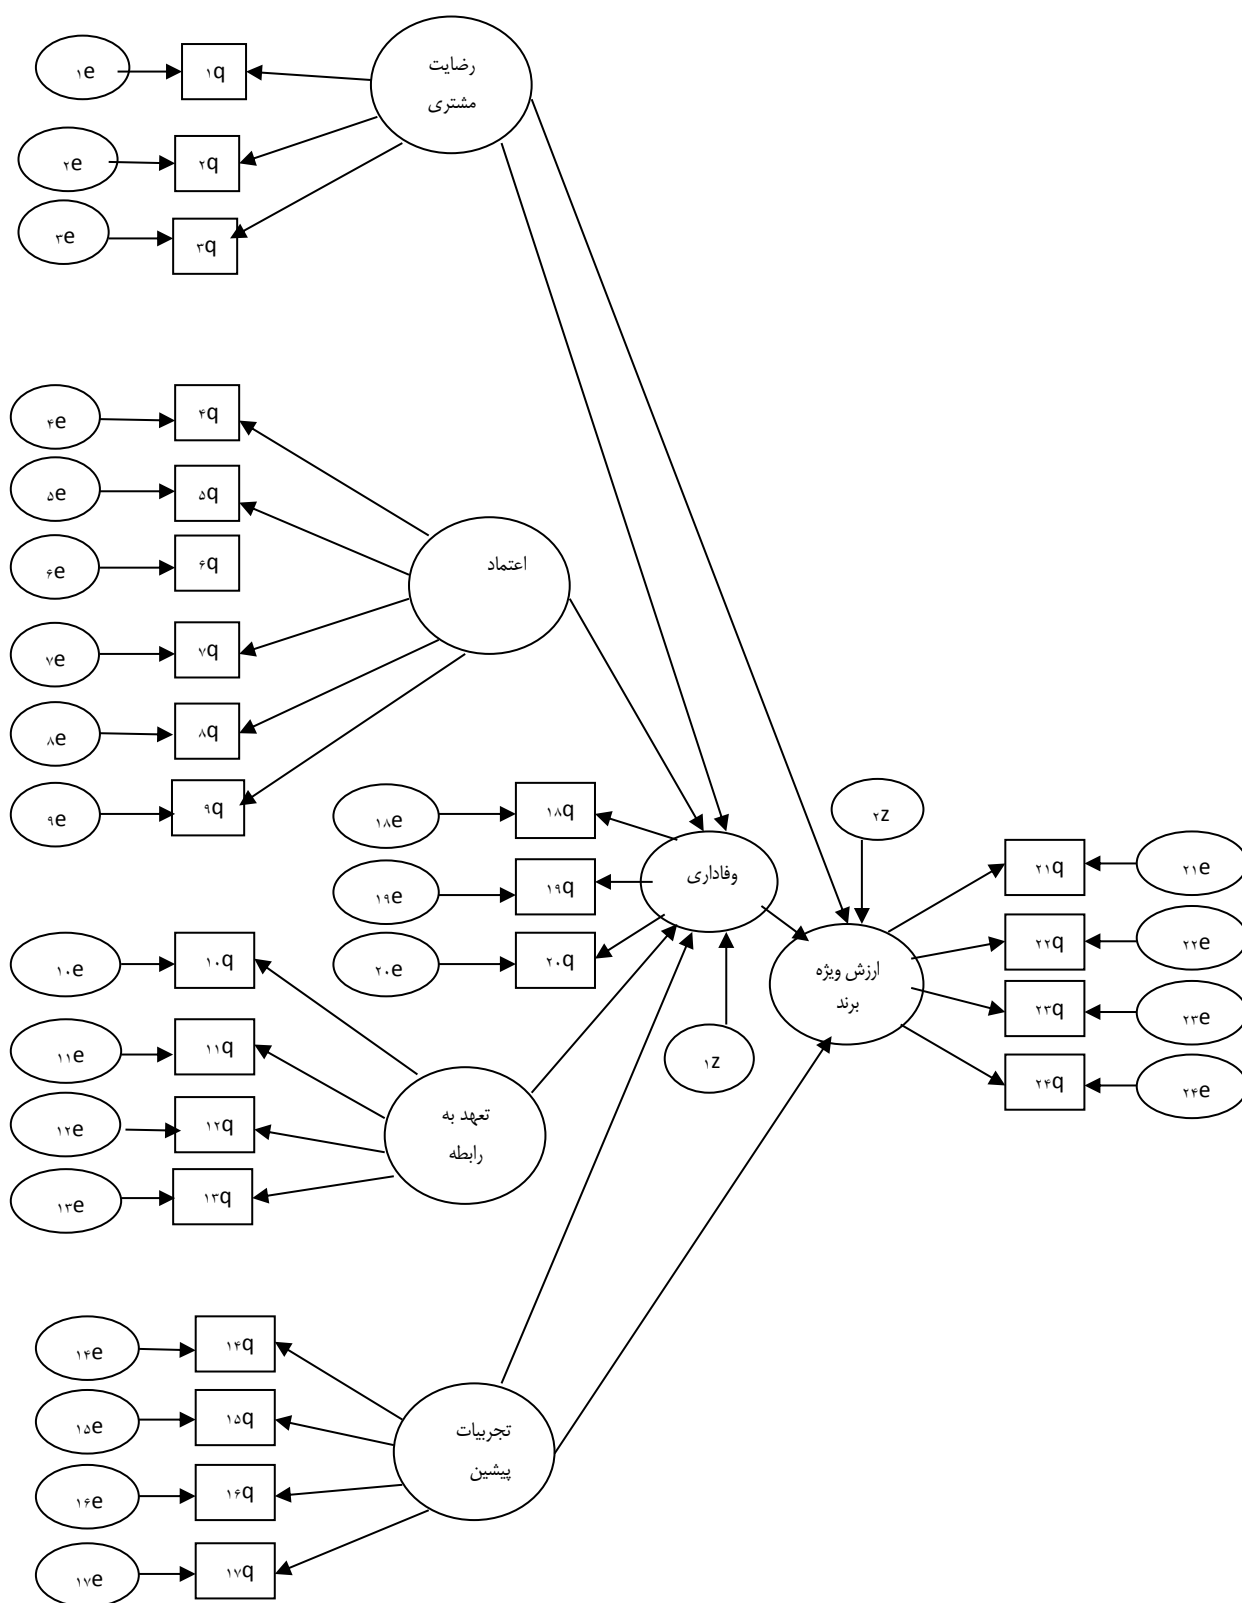 رضایت
مشتری
۱e
۱q
۲e
۲q
۳e
۳q
۴e
۴q
۵e
۵q
۶e
۶q
اعتماد
۷e
۷q
۸e
۸q
۹e
۹q
۱۸e
۱۸q
۲z
۱۹e
۱۹q
وفاداری
۲۱q
۲۱e
۲۰e
۲۰q
۲۲q
۲۲e
ارزش ویژه
برند
۲۳q
۲۳e
۲۴q
۲۴e
۱z
۱۰e
۱۰q
۱۱e
۱۱q
۱۲e
۱۲q
تعهد به
رابطه
۱۳e
۱۳q
۱۴e
۱۴q
۱۵e
۱۵q
تجربیات
پیشین
۱۶e
۱۶q
۱۷e
۱۷q